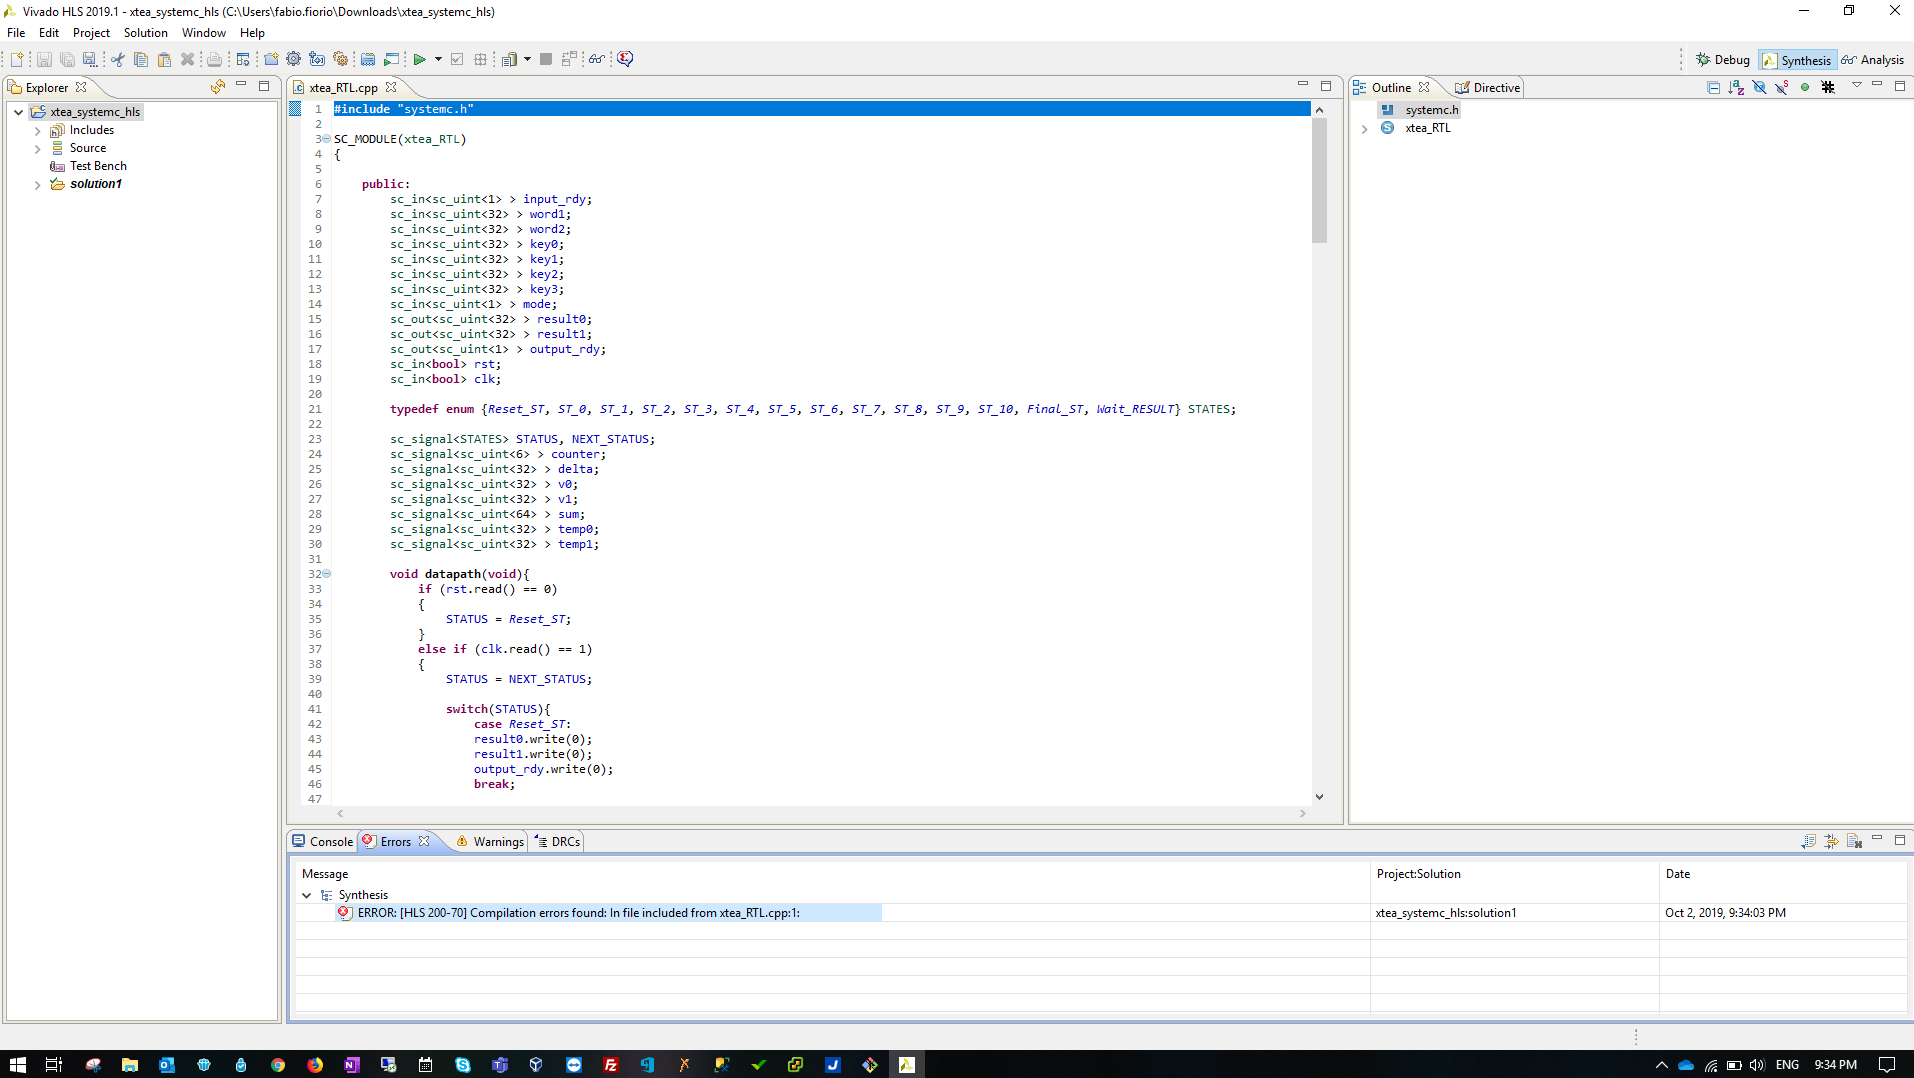 Vivado HLS 2019.1 - xtea_systemc_hls (C:\Users\fabio.fiorio\Downloads\xtea_systemc_hls)
File Edit Project Solution Window Help
Debug Synthesis Analysis
Explorer
xtea_systemc_hls
Includes
Source
Test Bench
solution1
xtea_RTL.cpp
1 #include "systemc.h"
2
3 SC_MODULE(xtea_RTL)
4 {
5
6 public:
7 sc_in<sc_uint<1> > input_rdy;
8 sc_in<sc_uint<32> > word1;
9 sc_in<sc_uint<32> > word2;
10 sc_in<sc_uint<32> > key0;
11 sc_in<sc_uint<32> > key1;
12 sc_in<sc_uint<32> > key2;
13 sc_in<sc_uint<32> > key3;
14 sc_in<sc_uint<1> > mode;
15 sc_out<sc_uint<32> > result0;
16 sc_out<sc_uint<32> > result1;
17 sc_out<sc_uint<1> > output_rdy;
18 sc_in<bool> rst;
19 sc_in<bool> clk;
20
21 typedef enum {Reset_ST, ST_0, ST_1, ST_2, ST_3, ST_4, ST_5, ST_6, ST_7, ST_8, ST_9, ST_10, Final_ST, Wait_RESULT} STATES;
22
23 sc_signal<STATES> STATUS, NEXT_STATUS;
24 sc_signal<sc_uint<6> > counter;
25 sc_signal<sc_uint<32> > delta;
26 sc_signal<sc_uint<32> > v0;
27 sc_signal<sc_uint<32> > v1;
28 sc_signal<sc_uint<64> > sum;
29 sc_signal<sc_uint<32> > temp0;
30 sc_signal<sc_uint<32> > temp1;
31
32 void datapath(void){
33 if (rst.read() == 0)
34 {
35 STATUS = Reset_ST;
36 }
37 else if (clk.read() == 1)
38 {
39 STATUS = NEXT_STATUS;
40
41 switch(STATUS){
42 case Reset_ST:
43 result0.write(0);
44 result1.write(0);
45 output_rdy.write(0);
46 break;
47
Outline Directive
systemc.h
xtea_RTL
Console Errors Warnings DRCs
Message Project:Solution Date
Synthesis
ERROR: [HLS 200-70] Compilation errors found: In file included from xtea_RTL.cpp:1: xtea_systemc_hls:solution1 Oct 2, 2019, 9:34:03 PM
ENG 9:34 PM